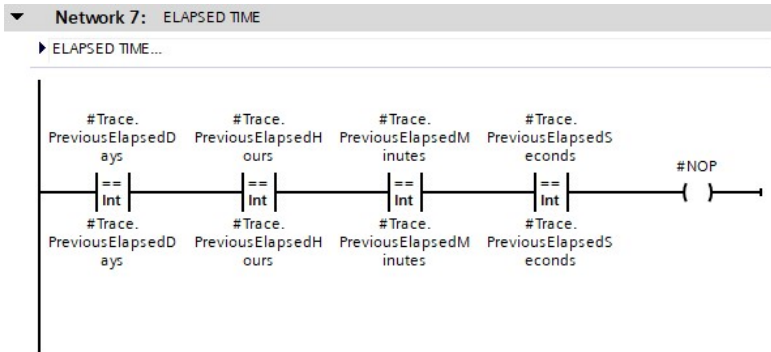 Network 7: ELAPSED TIME
ELAPSED TIME...
#Trace. #Trace. #Trace. #Trace.
PreviousElapsedD PreviousElapsedH PreviousElapsedM PreviousElapsedS
ays ours inutes econds
#NOP
== == == ==
Int Int Int Int
#Trace. #Trace. #Trace. #Trace.
PreviousElapsedD PreviousElapsedH PreviousElapsedM PreviousElapsedS
ays ours inutes econds